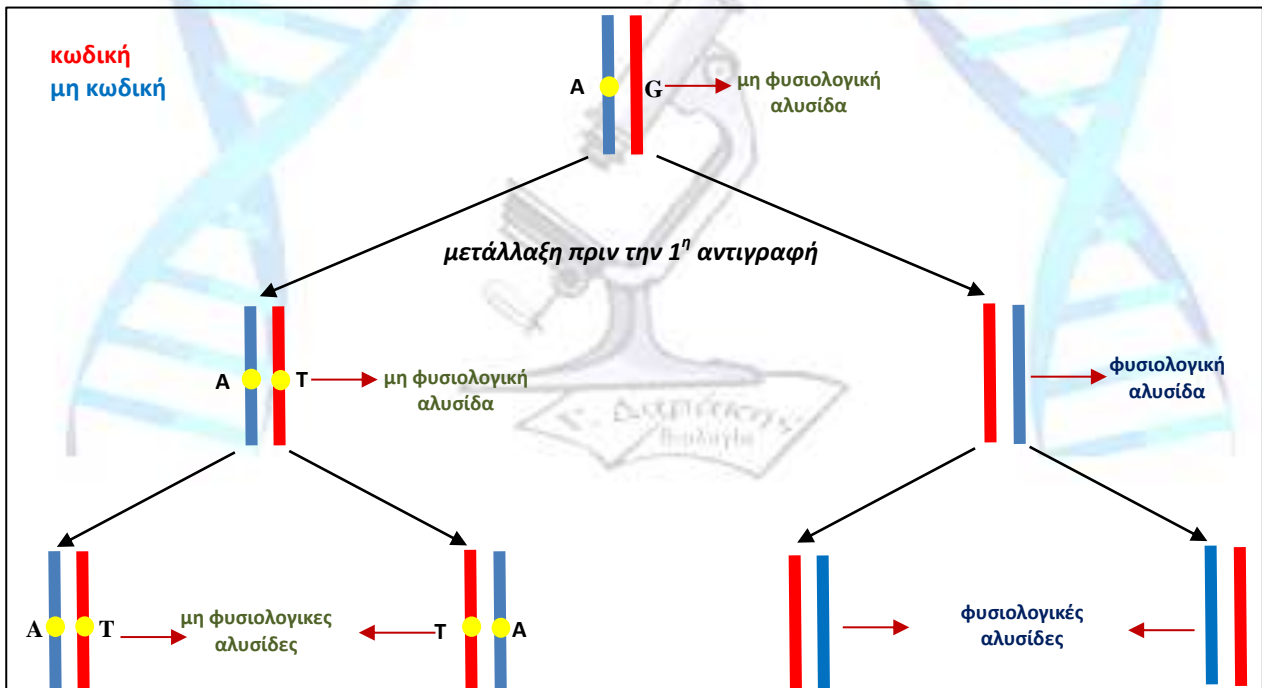 κωδική
μη κωδική
A
G
μη φυσιολογική
αλυσίδα
μετάλλαξη πριν την 1η αντιγραφή
A
T
μη φυσιολογική
αλυσίδα
φυσιολογική
αλυσίδα
Βιολογία
A
T
μη φυσιολογικες
αλυσίδες
T
A
φυσιολογικές
αλυσίδες